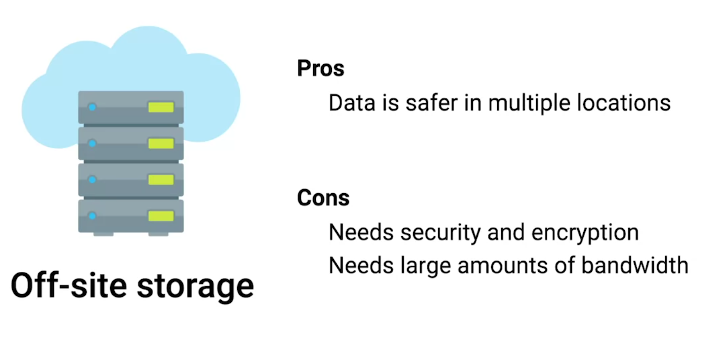 Pros
Data is safer in multiple locations
Cons
Needs security and encryption
Needs large amounts of bandwidth
Off-site storage